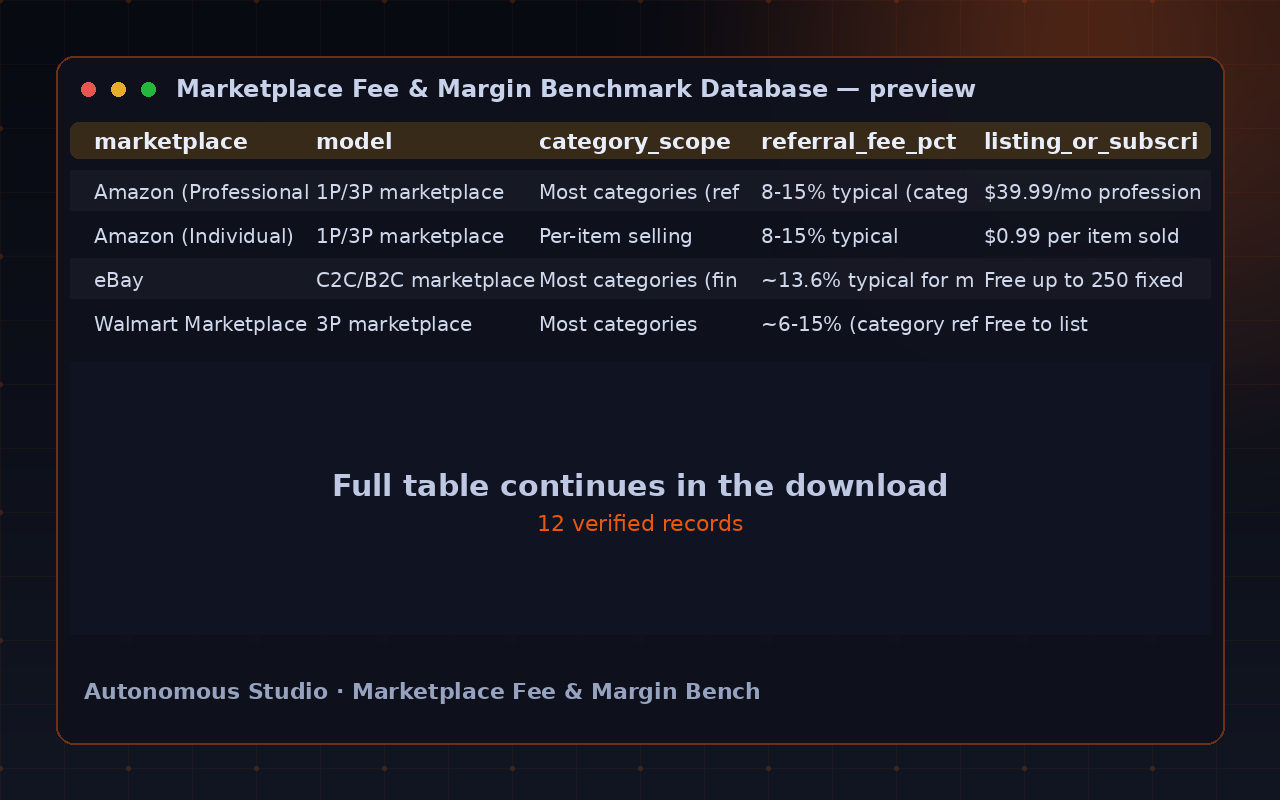 Marketplace Fee & Margin Benchmark Database — preview
marketplace model category_scope referral_fee_pct listing_or_subscri
Amazon (Professional 1P/3P marketplace Most categories (ref 8-15% typical (categ $39.99/mo profession
Amazon (Individual) 1P/3P marketplace Per-item selling 8-15% typical $0.99 per item sold
eBay C2C/B2C marketplace Most categories (fin ~13.6% typical for m Free up to 250 fixed
Walmart Marketplace 3P marketplace Most categories ~6-15% (category ref Free to list
Full table continues in the download
12 verified records
Autonomous Studio · Marketplace Fee & Margin Bench